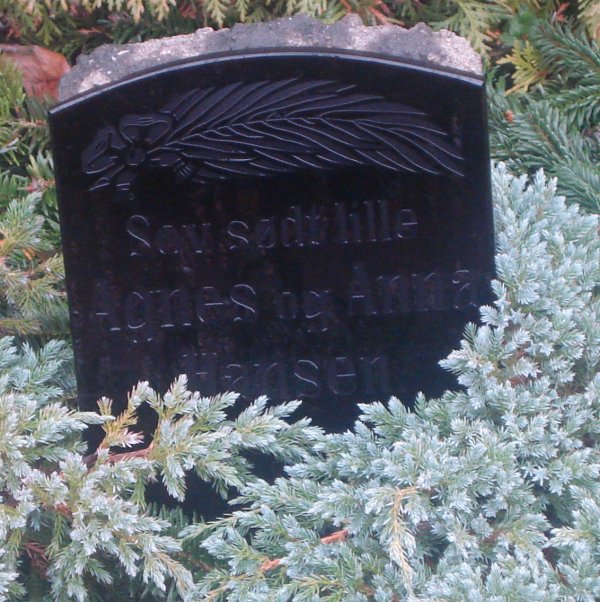 Sov sødt lille
Agnes og Anna
Hansen.